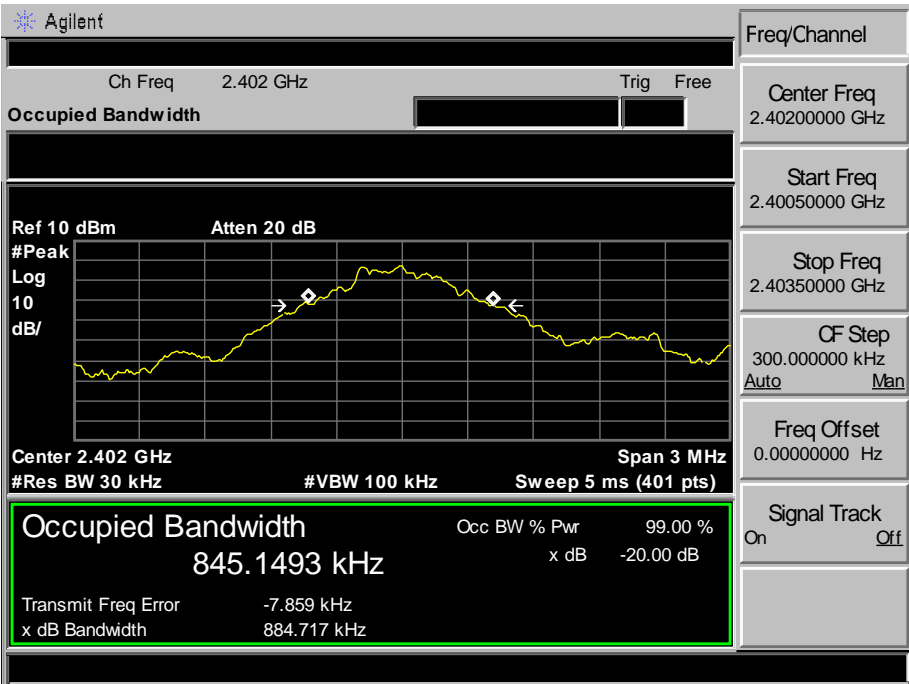 Agilent
Freq/Channel
Ch Freq 2.402 GHz Trig Free
Occupied Bandwidth
Center Freq
2.40200000 GHz
Start Freq
2.40050000 GHz
Stop Freq
2.40350000 GHz
CF Step
300.000000 kHz
Auto Man
Freq Offset
0.00000000 Hz
Signal Track
On Off
Ref 10 dBm Atten 20 dB
#Peak
Log
10
dB/
Center 2.402 GHz Span 3 MHz
#Res BW 30 kHz #VBW 100 kHz Sweep 5 ms (401 pts)
Occupied Bandwidth
845.1493 kHz
Occ BW % Pwr 99.00 %
x dB -20.00 dB
Transmit Freq Error -7.859 kHz
x dB Bandwidth 884.717 kHz